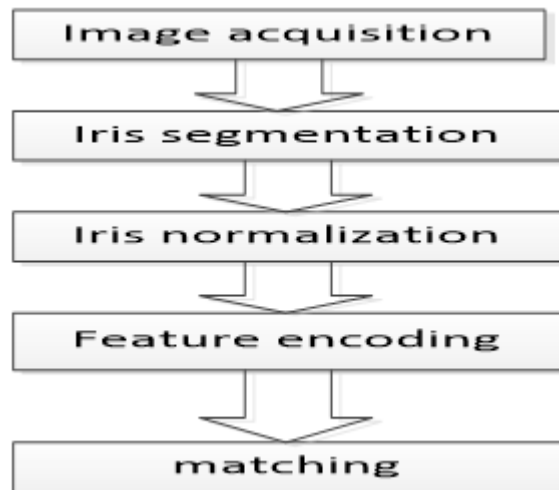 Image acquisition
Iris segmentation
Iris normalization
Feature encoding
matching